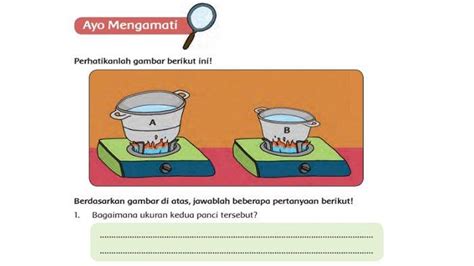 Ayo Mengamati
Perhatikanlah gambar berikut ini!
A
B
Berdasarkan gambar di atas, jawablah beberapa pertanyaan berikut!
1. Bagaimana ukuran kedua panci tersebut?